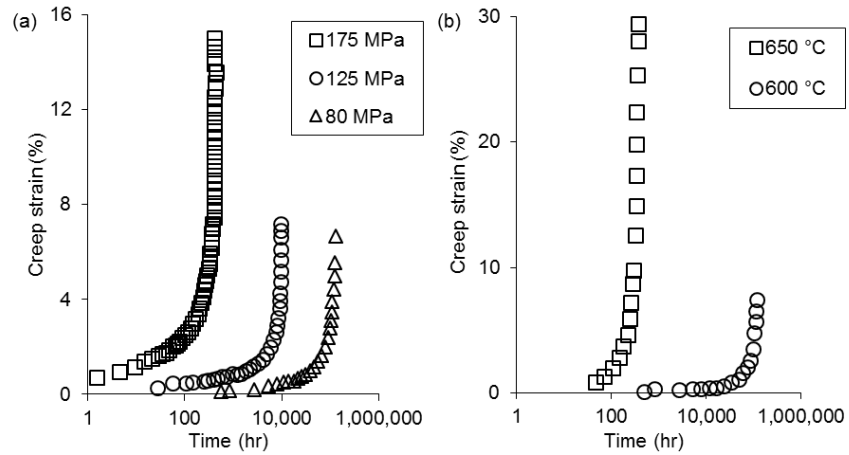 (a)
16
12
8
4
0
Creep strain (%)
175 MPa
125 MPa
80 MPa
1
100
10,000
1,000,000
Time (hr)
(b)
30
20
10
0
Creep strain (%)
650 °C
600 °C
1
100
10,000
1,000,000
Time (hr)